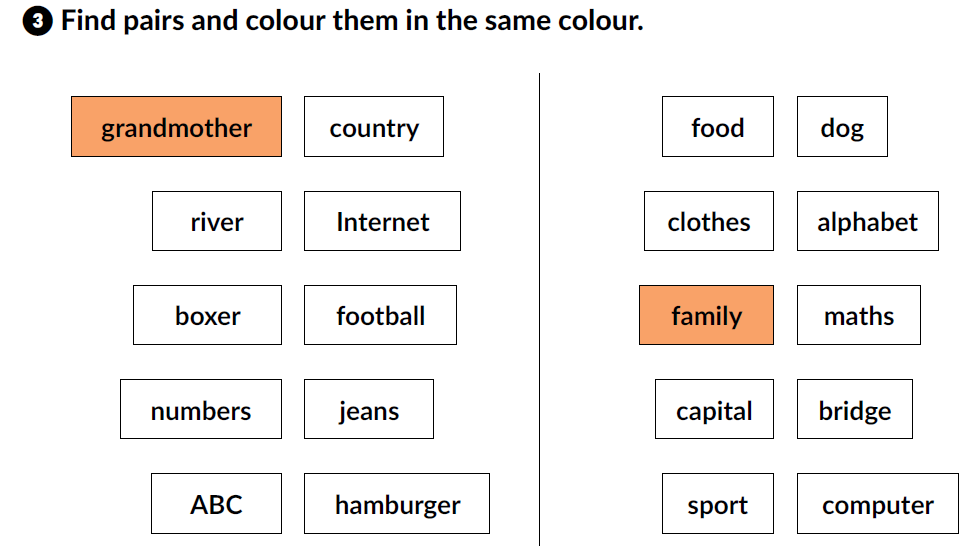 3 Find pairs and colour them in the same colour.
grandmother country food dog
river Internet clothes alphabet
boxer football family maths
numbers jeans capital bridge
ABC hamburger sport computer